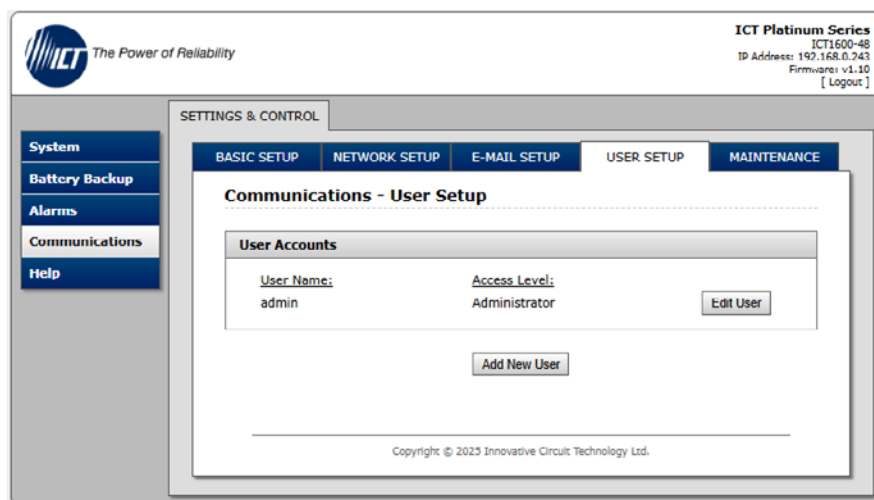 ICT The Power of Reliability
ICT Platinum Series
ICT1600-48
IP Address: 192.168.0.243
Firmware: v1.10
[ Logout ]
SETTINGS & CONTROL
System
Battery Backup
Alarms
Communications
Help
BASIC SETUP NETWORK SETUP E-MAIL SETUP USER SETUP MAINTENANCE
Communications - User Setup
User Accounts
User Name: Access Level:
admin Administrator Edit User
Add New User
Copyright © 2025 Innovative Circuit Technology Ltd.